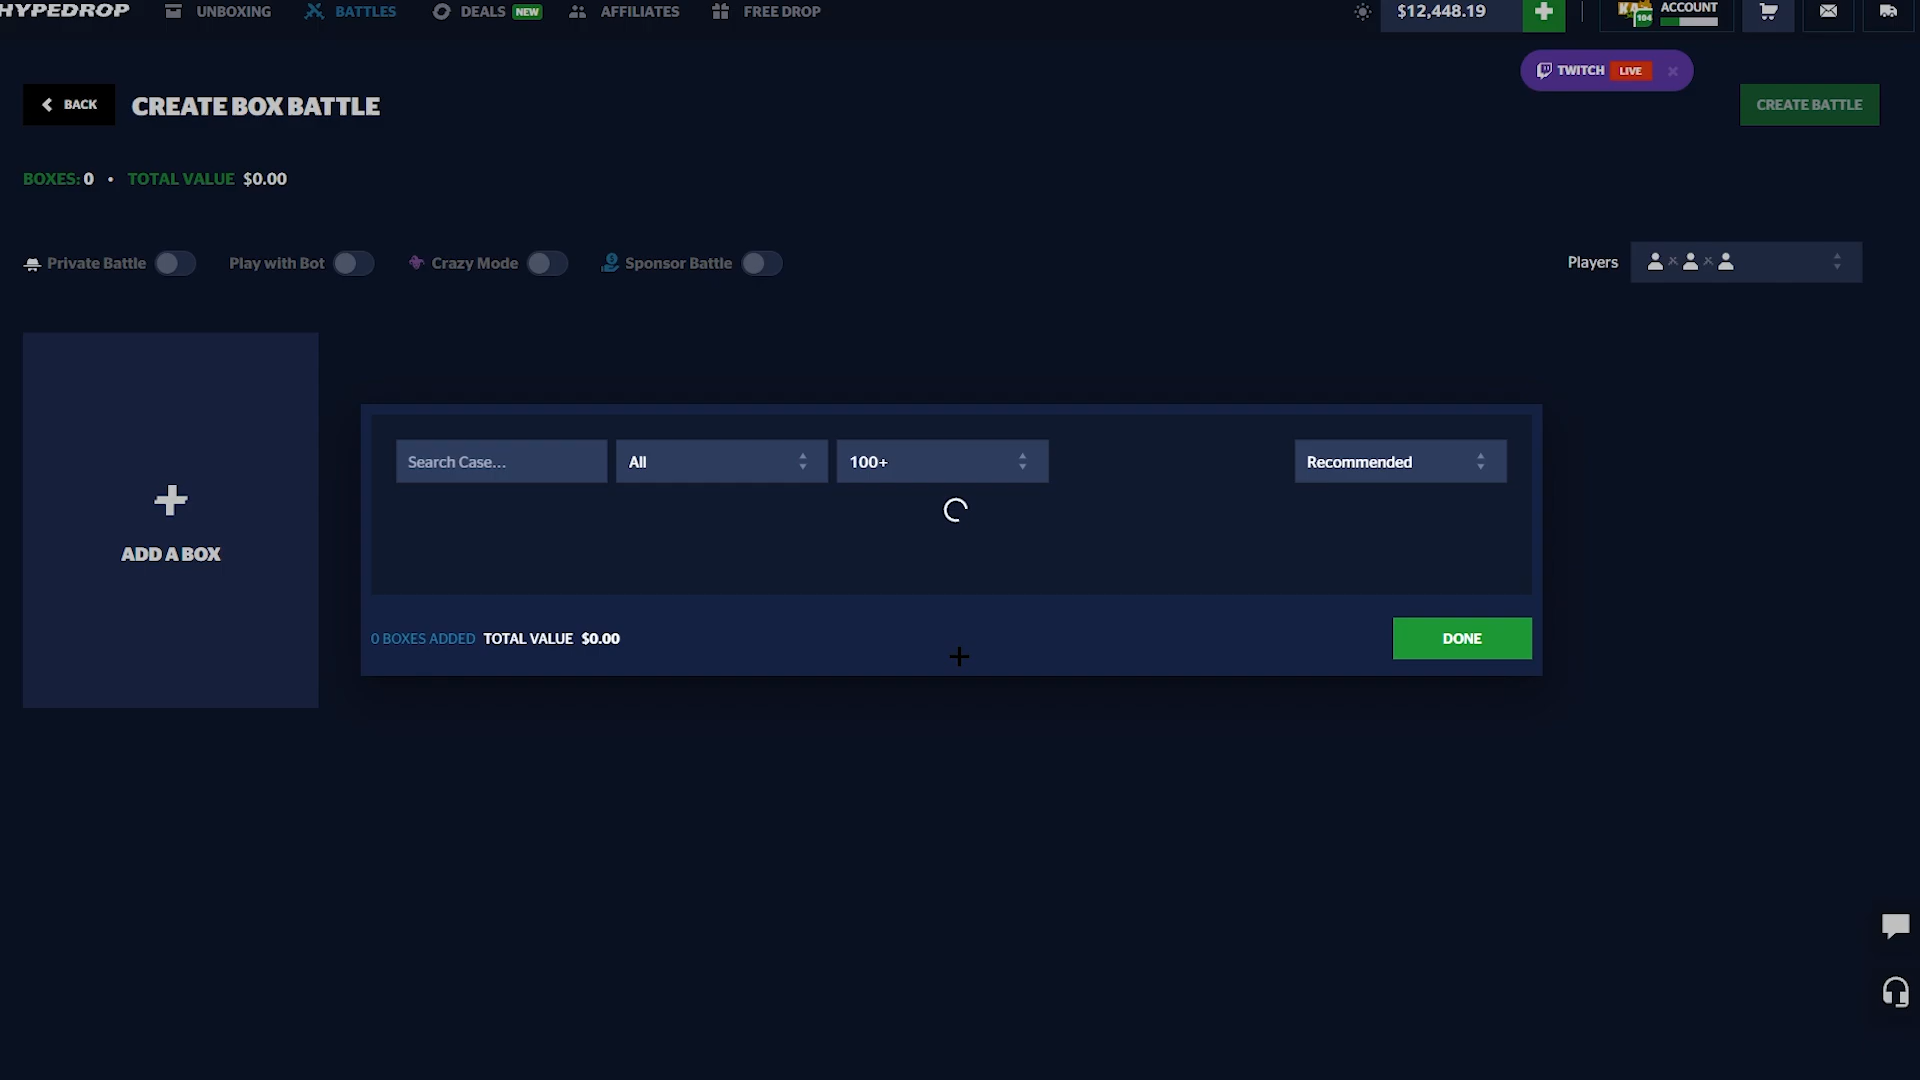 HYPEDROP UNBOXING BATTLES DEALS NEW AFFILIATES FREE DROP $12,448.19 104 ACCOUNT
TWITCH LIVE
BACK CREATE BOX BATTLE CREATE BATTLE
BOXES: 0 • TOTAL VALUE $0.00
Private Battle Play with Bot Crazy Mode Sponsor Battle Players
Search Case... All 100+ Recommended
ADD A BOX
0 BOXES ADDED TOTAL VALUE $0.00 DONE